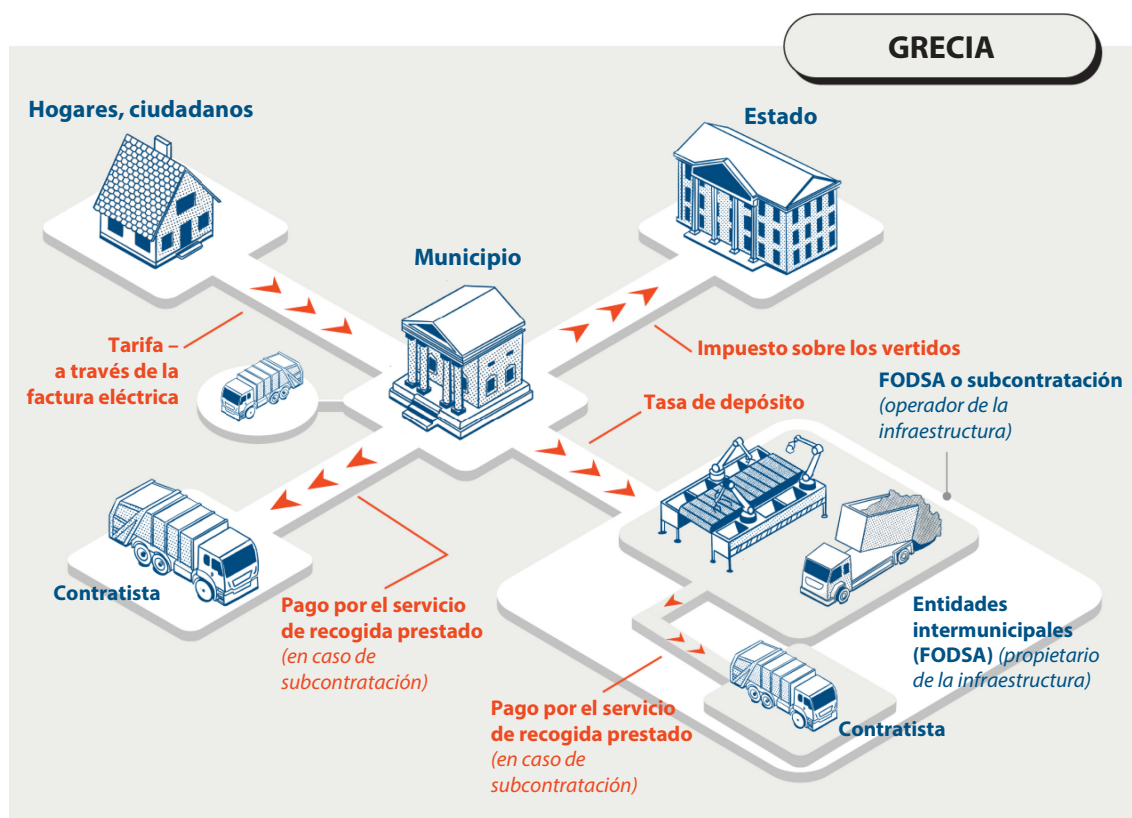 GRECIA
Hogares, ciudadanos
Estado
Municipio
Tarifa –
a través de la
factura eléctrica
Impuesto sobre los vertidos
FODSA o subcontratación
(operador de la
infraestructura)
Tasa de depósito
Contratista
Pago por el servicio
de recogida prestado
(en caso de
subcontratación)
Entidades
intermunicipales
(FODSA) (propietario
de la infraestructura)
Pago por el servicio
de recogida prestado
(en caso de
subcontratación)
Contratista